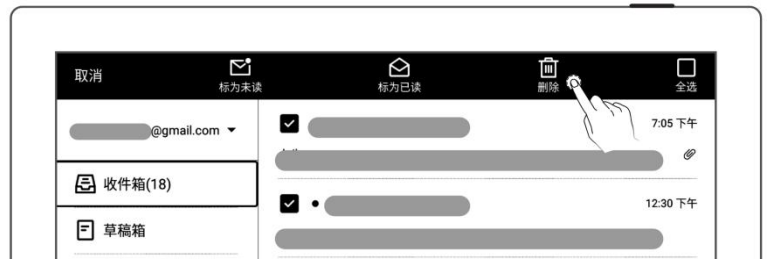 取消
标为未读
标为已读
删除
全选
@gmail.com
7:05 下午
收件箱(18)
12:30 下午
草稿箱